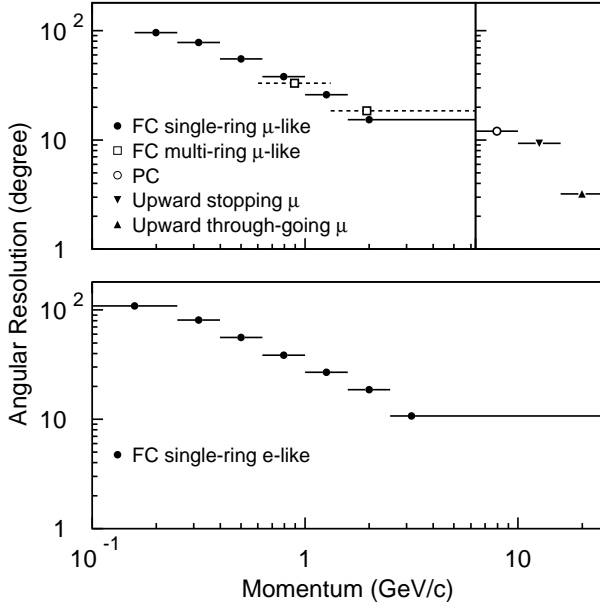 Angular Resolution (degree)
10 2
10
1
FC single-ring μ-like
FC multi-ring μ-like
PC
Upward stopping μ
Upward through-going μ
10 2
10
1
FC single-ring e-like
10 -1
1
10
Momentum (GeV/c)